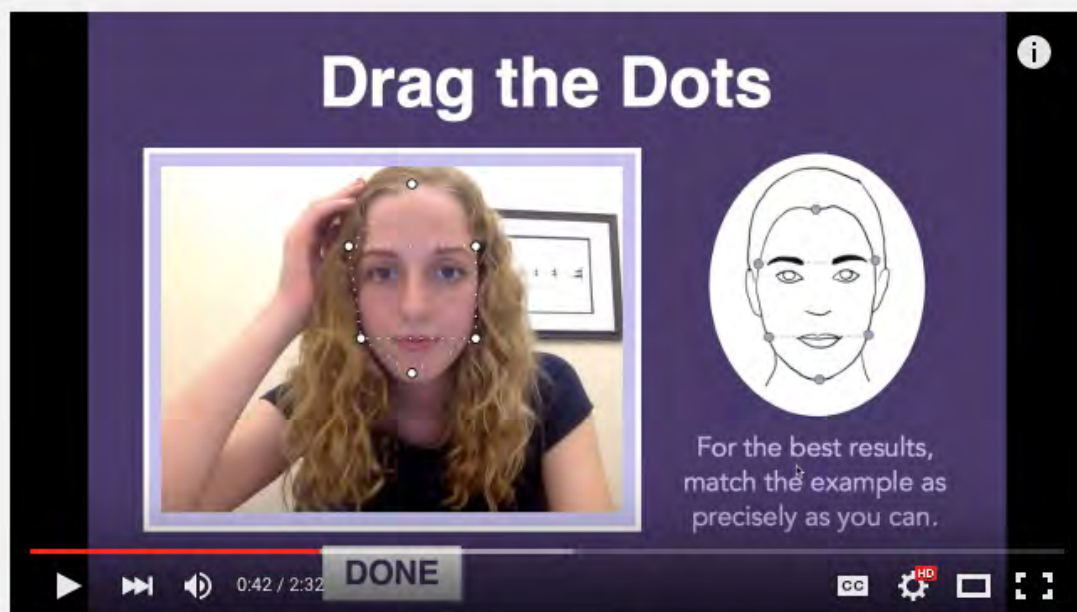 Drag the Dots
For the best results,
match the example as
precisely as you can.
0:42 / 2:32
DONE
CC
HD